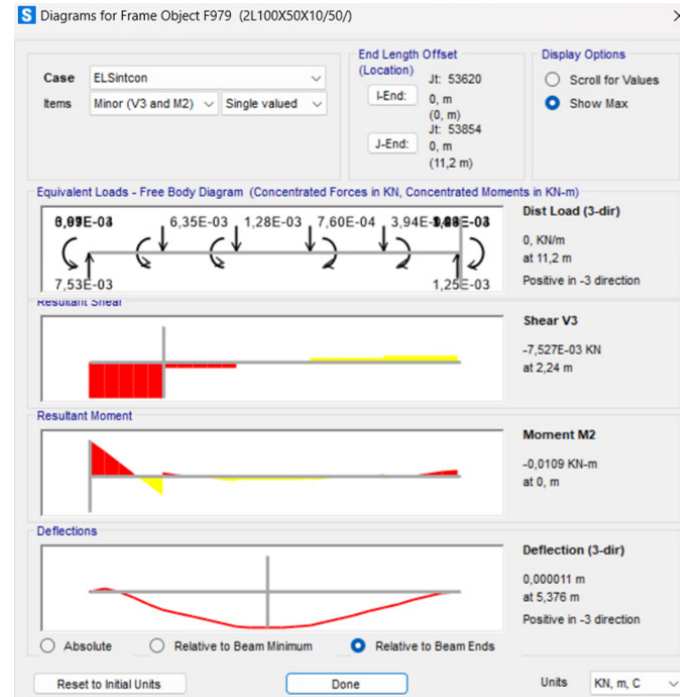 S Diagrams for Frame Object F979 (2L100X50X10/50/)
Case ELSintcon
Items Minor (V3 and M2) Single valued
End Length Offset
(Location)
Jt: 53620
I-End: 0, m
(0, m)
Jt: 53854
J-End: 0, m
(11,2 m)
Display Options
Scroll for Values
Show Max
Equivalent Loads - Free Body Diagram (Concentrated Forces in KN, Concentrated Moments in KN-m)
6,35E-03 1,28E-03 7,60E-04
7,53E-03 1,25E-03
Dist Load (3-dir)
0, KN/m
at 11,2 m
Positive in -3 direction
Resultant Shear
Shear V3
-7,527E-03 KN
at 2,24 m
Resultant Moment
Moment M2
-0,0109 KN-m
at 0, m
Deflections
Deflection (3-dir)
0,000011 m
at 5,376 m
Positive in -3 direction
Absolute Relative to Beam Minimum Relative to Beam Ends
Reset to Initial Units Done Units KN, m, C